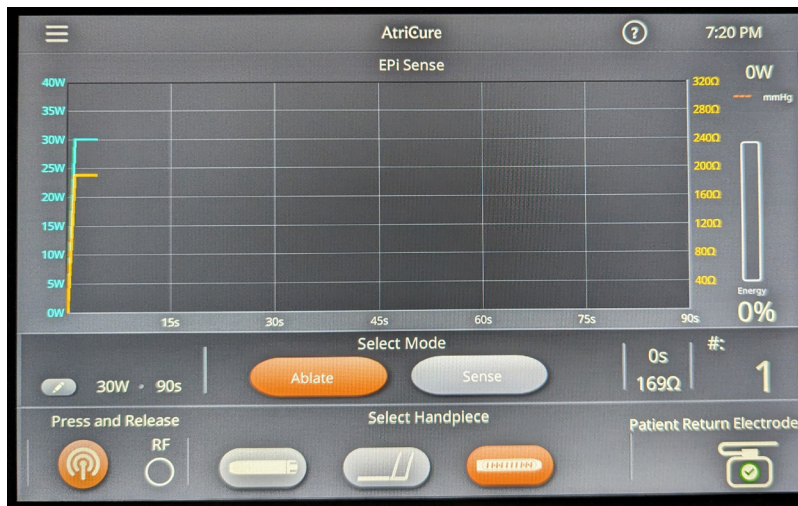 AtriCure
?
7:20 PM
EPi Sense
0W
mmHg
40W
35W
30W
25W
20W
15W
10W
5W
0W
320Ω
280Ω
240Ω
200Ω
160Ω
120Ω
80Ω
40Ω
15s
30s
45s
60s
75s
90s
Energy
0%
Select Mode
30W • 90s
Ablate
Sense
0s
169Ω
#:
1
Press and Release
RF
Select Handpiece
Patient Return Electrode